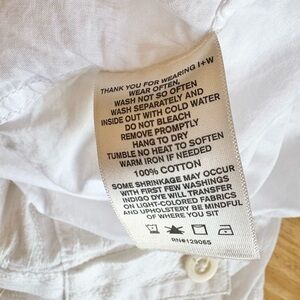 THANK YOU FOR WEARING I+W
WEAR OFTEN,
WASH NOT SO OFTEN
WASH SEPARATELY AND
INSIDE OUT WITH COLD WATER
DO NOT BLEACH
REMOVE PROMPTLY
HANG TO DRY
TUMBLE NO HEAT TO SOFTEN
WARM IRON IF NEEDED
100% COTTON
SOME SHRINKAGE MAY OCCUR
WITH FIRST FEW WASHINGS
INDIGO DYE WILL TRANSFER
ON LIGHT-COLORED FABRICS
AND UPHOLSTERY BE MINDFUL
OF WHERE YOU SIT
RN#129065